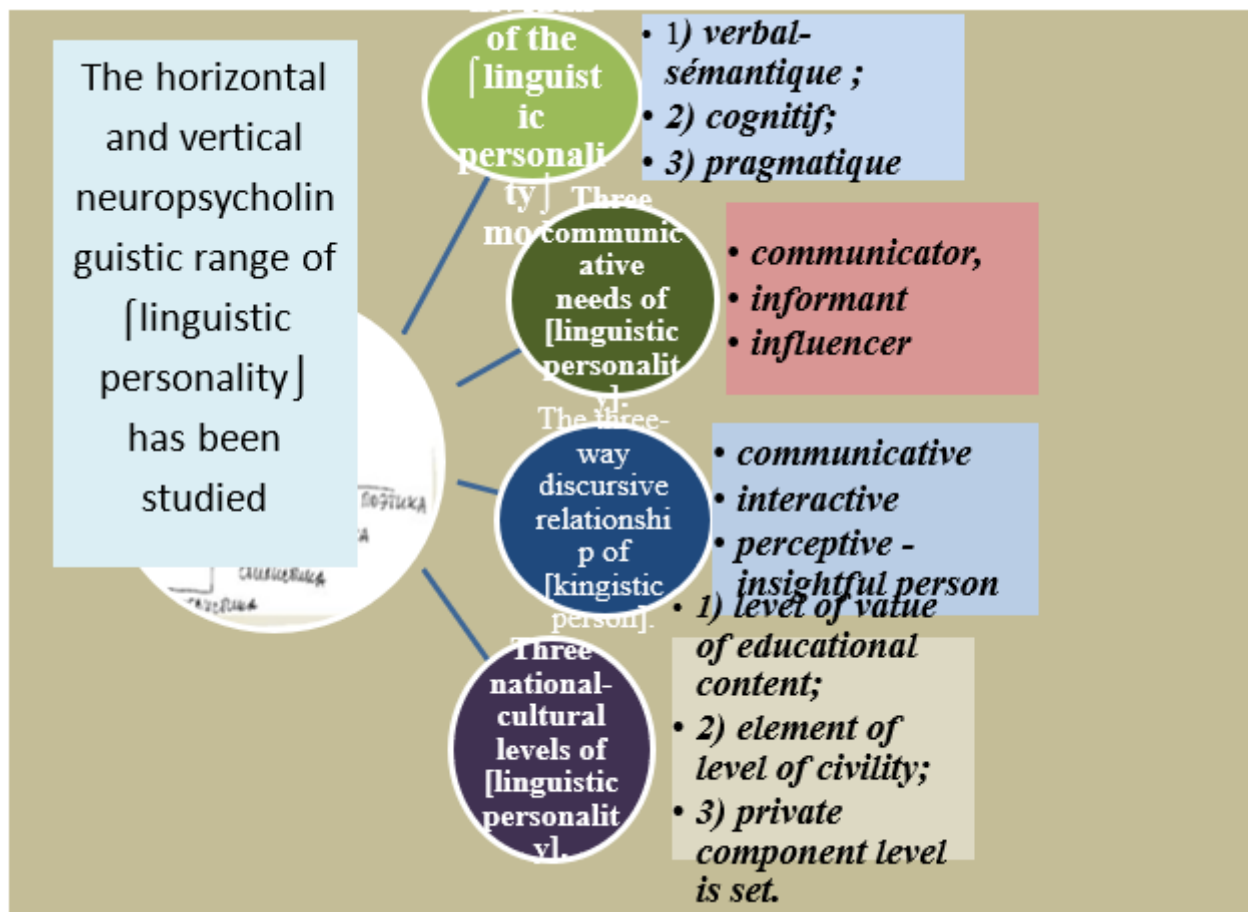 The horizontal
and vertical
neuropsycholin
guistic range of
⌠linguistic
personality⌡
has been
studied
of the
⌠linguist
ic
personali
ty⌡
mo
• 1) verbal-
sémantique ;
• 2) cognitif;
• 3) pragmatique
Three
communic
ative
needs of
[linguistic
personalit
y].
• communicator,
• informant
• influencer
The three-
way
discursive
relationshi
p of
[kingistic
person].
• communicative
• interactive
• perceptive -
insightful person
Three
national-
cultural
levels of
[linguistic
personalit
y].
• 1) level of value
of educational
content;
• 2) element of
level of civility;
• 3) private
component level
is set.
ПОЭТИКА